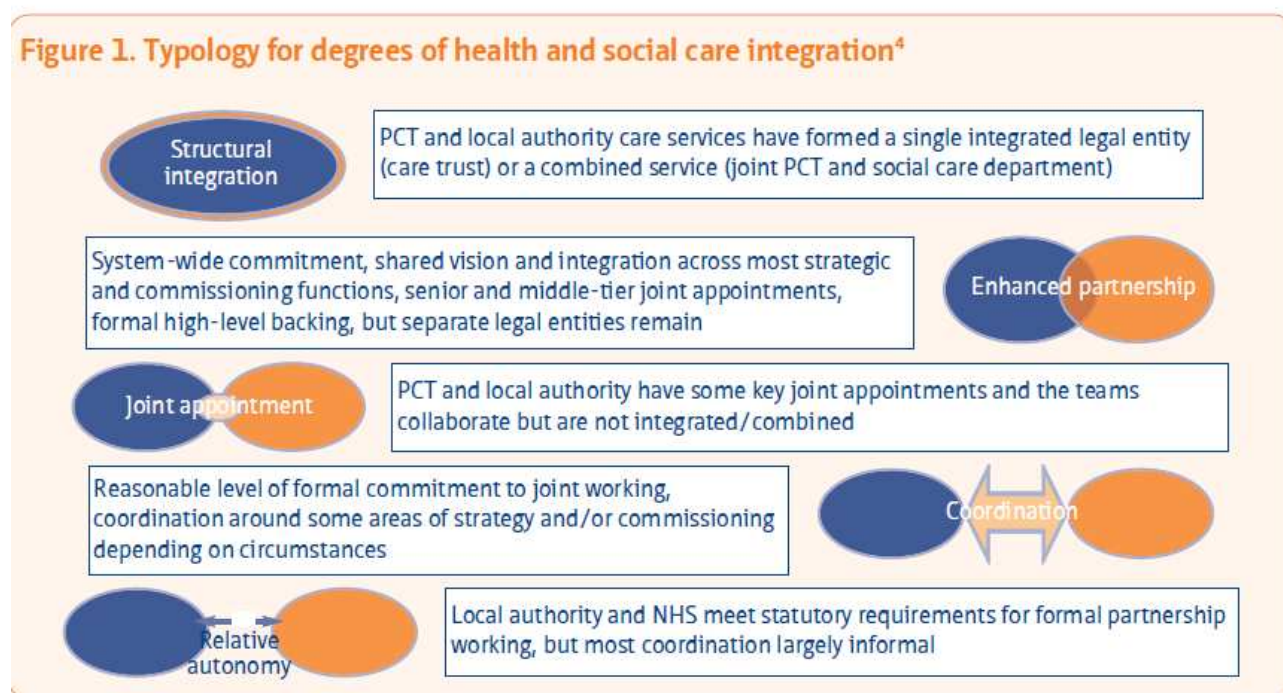 Figure 1. Typology for degrees of health and social care integration⁴
Structural
integration
PCT and local authority care services have formed a single integrated legal entity
(care trust) or a combined service (joint PCT and social care department)
System-wide commitment, shared vision and integration across most strategic
and commissioning functions, senior and middle-tier joint appointments,
formal high-level backing, but separate legal entities remain
Enhanced partnership
Joint appointment
PCT and local authority have some key joint appointments and the teams
collaborate but are not integrated/combined
Reasonable level of formal commitment to joint working,
coordination around some areas of strategy and/or commissioning
depending on circumstances
Coordination
Relative
autonomy
Local authority and NHS meet statutory requirements for formal partnership
working, but most coordination largely informal